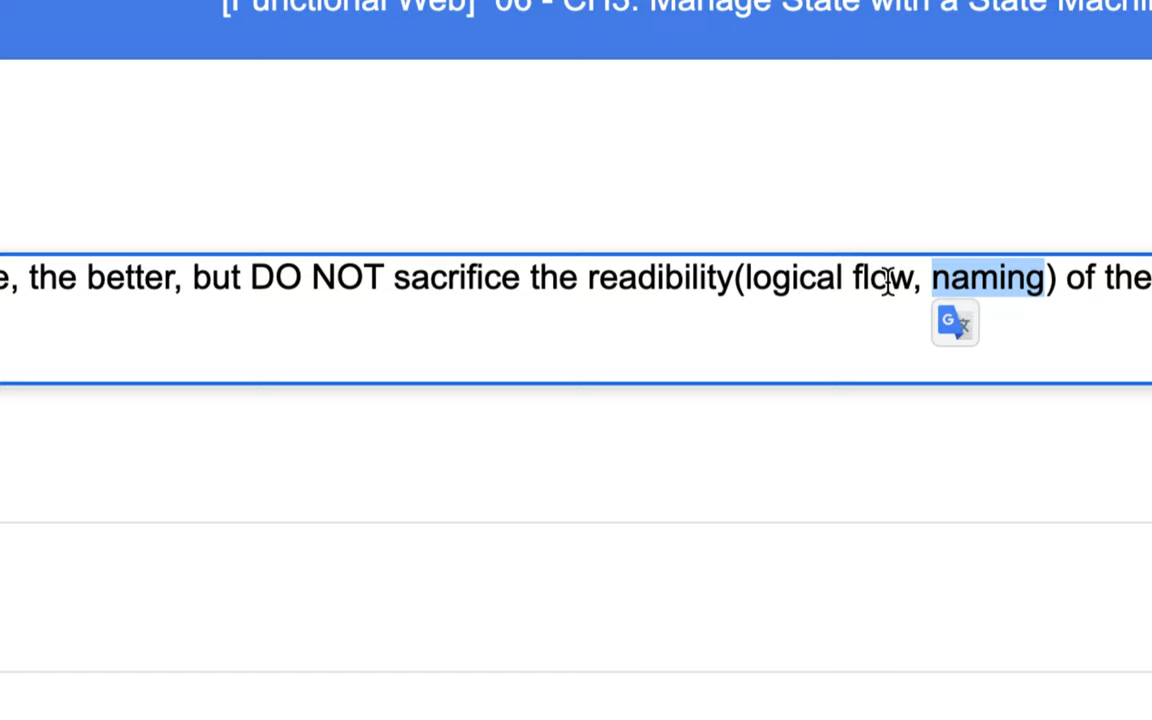 [Functional Web] 06 - CH3: Manage State with a State
e, the better, but DO NOT sacrifice the readibility(logical flow, naming) of the
G